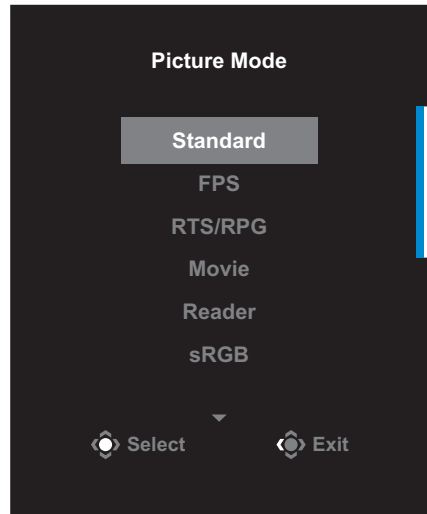 Picture Mode
Standard
FPS
RTS/RPG
Movie
Reader
sRGB
Select Exit